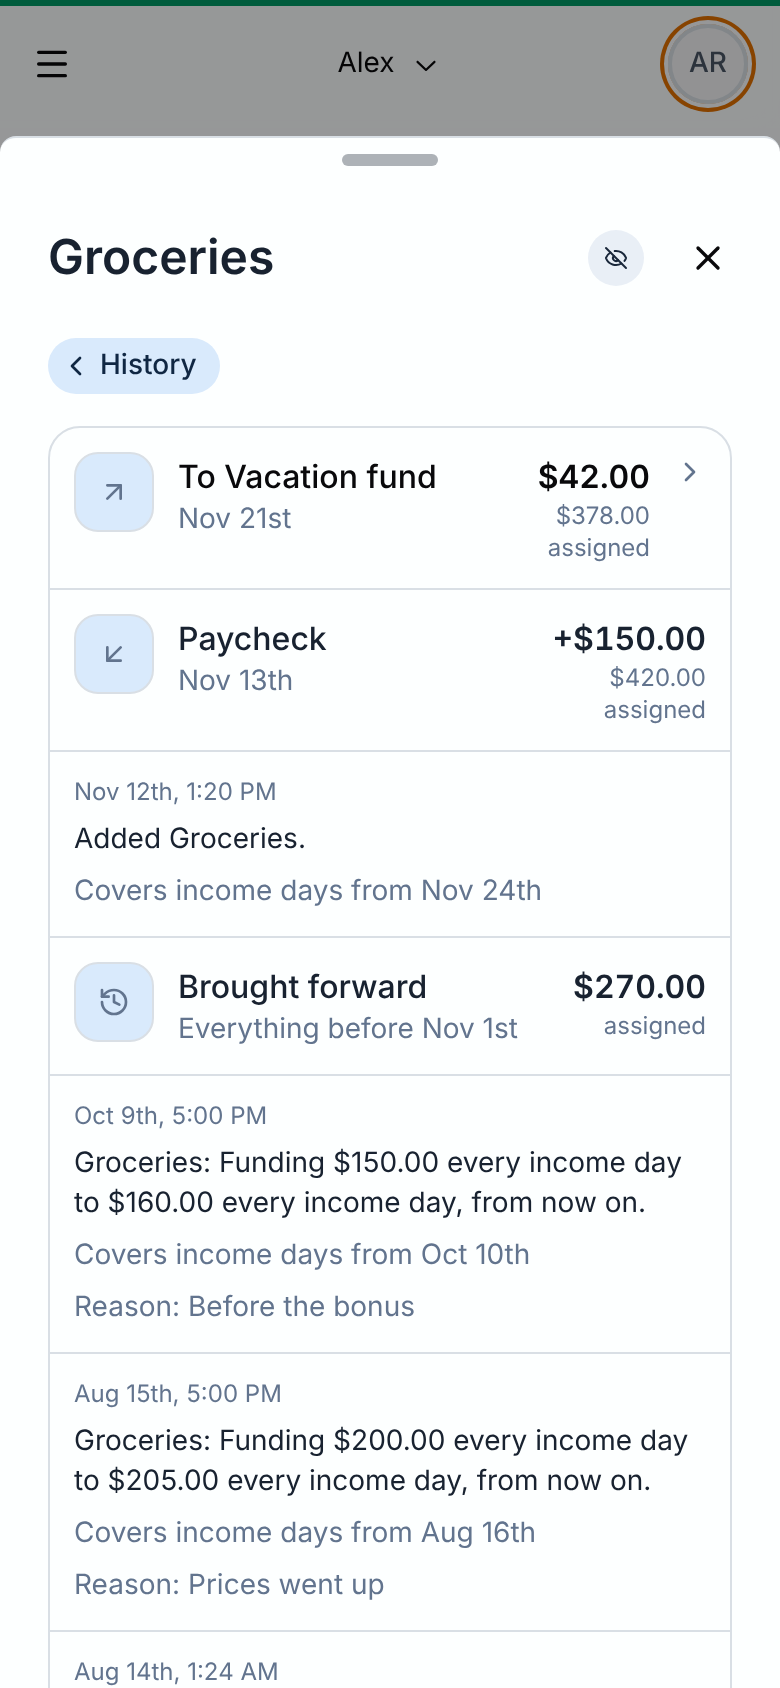 Alex
AR
Groceries
History
To Vacation fund
$42.00
Nov 21st
$378.00
assigned
Paycheck
+$150.00
Nov 13th
$420.00
assigned
Nov 12th, 1:20 PM
Added Groceries.
Covers income days from Nov 24th
Brought forward
$270.00
Everything before Nov 1st
assigned
Oct 9th, 5:00 PM
Groceries: Funding $150.00 every income day
to $160.00 every income day, from now on.
Covers income days from Oct 10th
Reason: Before the bonus
Aug 15th, 5:00 PM
Groceries: Funding $200.00 every income day
to $205.00 every income day, from now on.
Covers income days from Aug 16th
Reason: Prices went up
Aug 14th, 1:24 AM